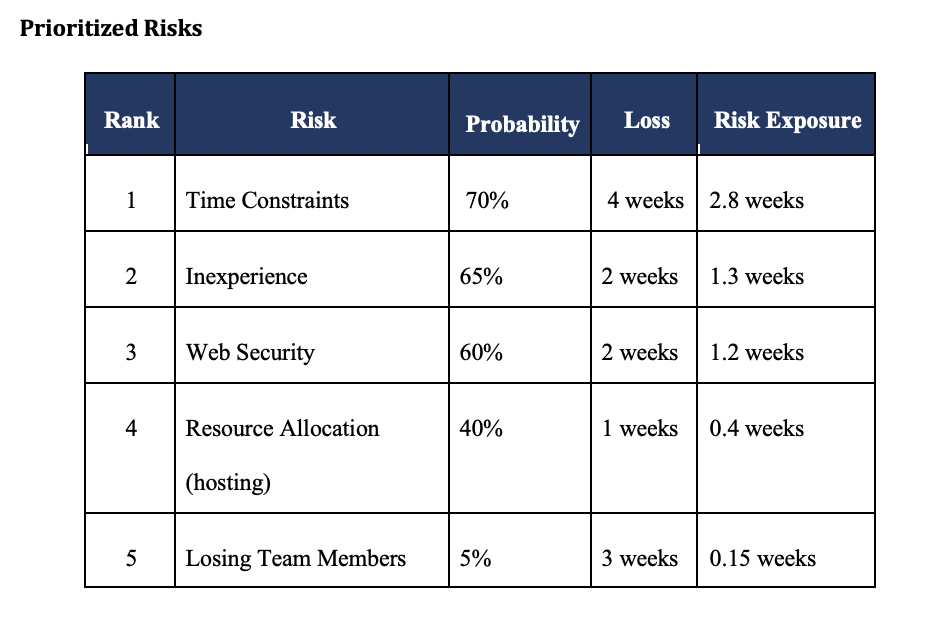 Prioritized Risks
Rank Risk Probability Loss Risk Exposure
1 Time Constraints 70% 4 weeks 2.8 weeks
2 Inexperience 65% 2 weeks 1.3 weeks
3 Web Security 60% 2 weeks 1.2 weeks
4 Resource Allocation 40% 1 weeks 0.4 weeks
(hosting)
5 Losing Team Members 5% 3 weeks 0.15 weeks